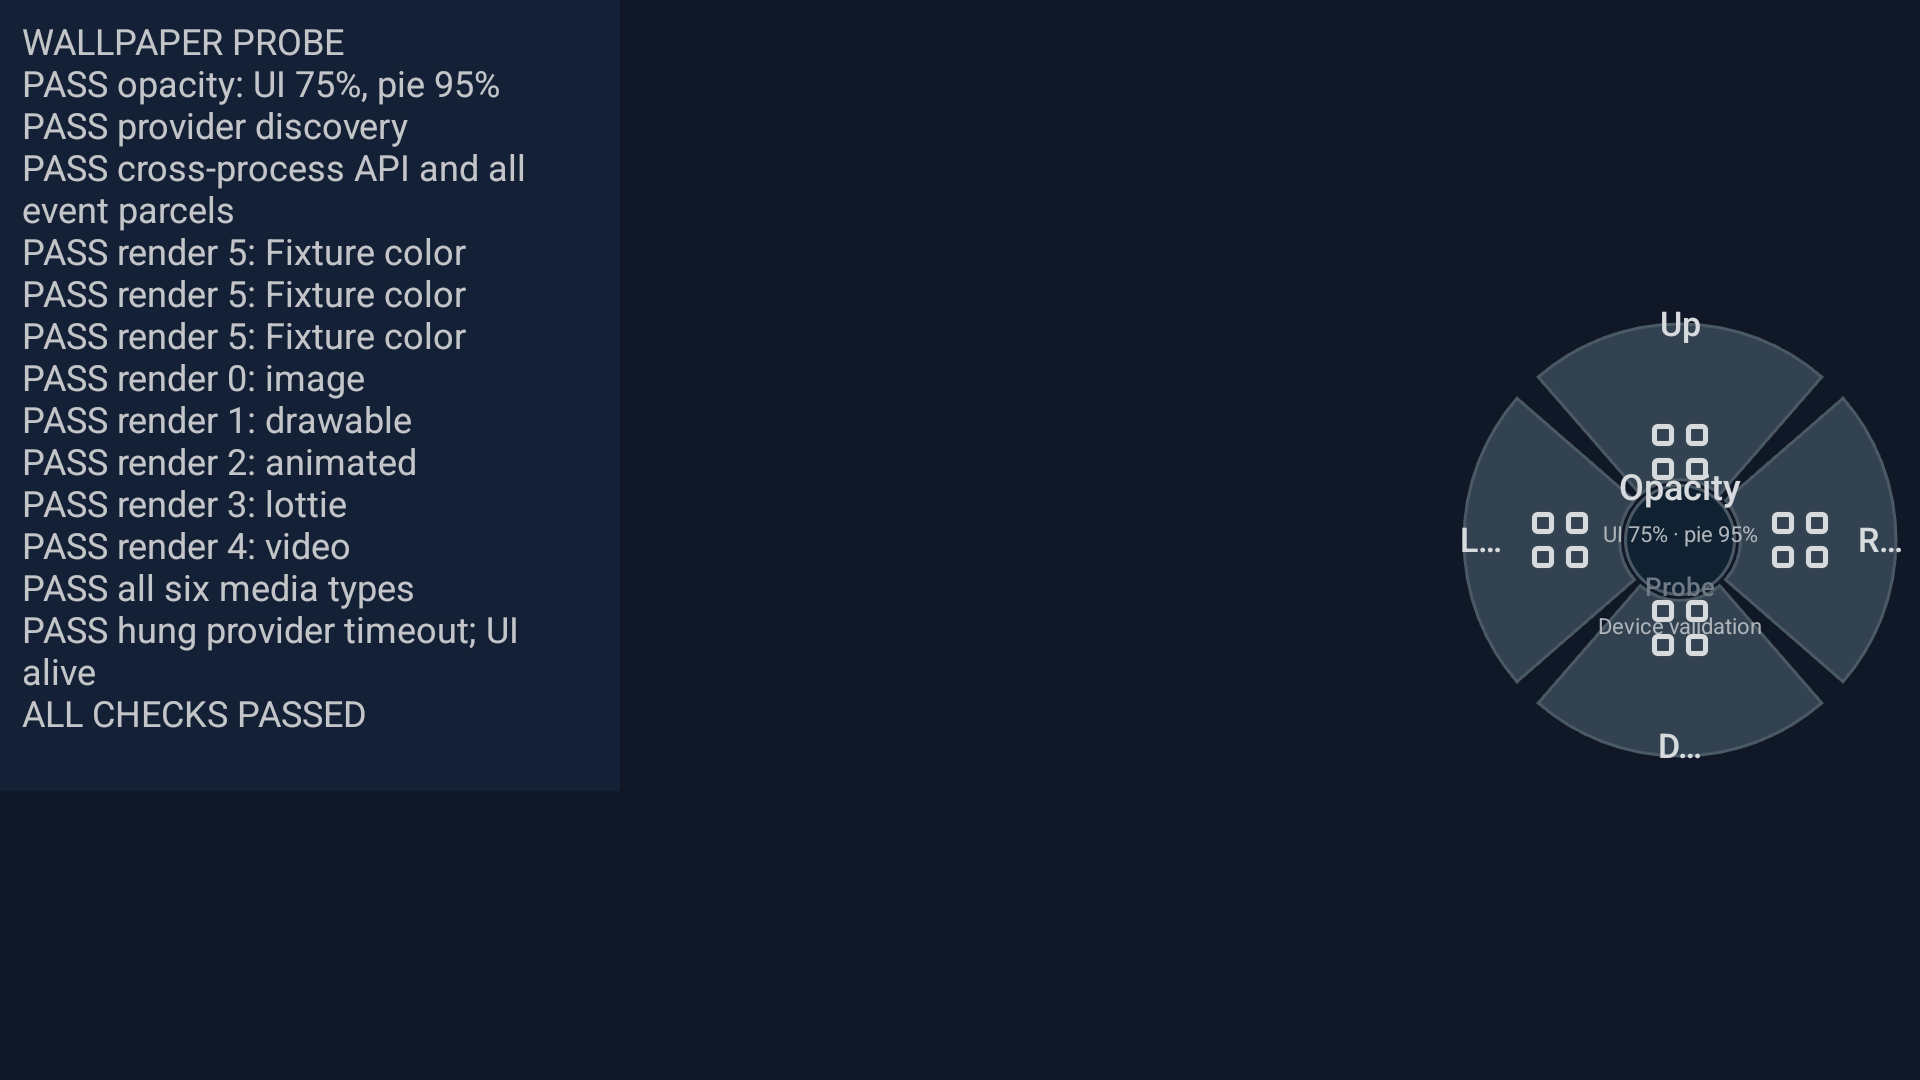 WALLPAPER PROBE
PASS opacity: UI 75%, pie 95%
PASS provider discovery
PASS cross-process API and all
event parcels
PASS render 5: Fixture color
PASS render 5: Fixture color
PASS render 5: Fixture color
PASS render 0: image
PASS render 1: drawable
PASS render 2: animated
PASS render 3: lottie
PASS render 4: video
PASS all six media types
PASS hung provider timeout; UI
alive
ALL CHECKS PASSED
Up
Opacity
UI 75% · pie 95%
L...
R...
Probe
Device validation
D...